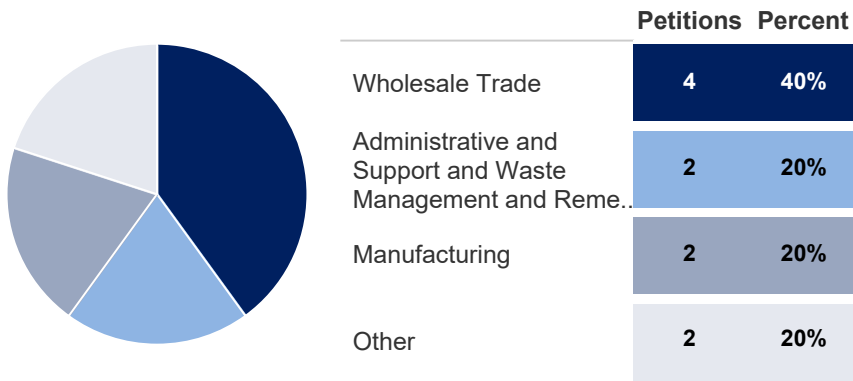 Petitions Percent
Wholesale Trade 4 40%
Administrative and
Support and Waste 2 20%
Management and Reme..
Manufacturing 2 20%
Other 2 20%